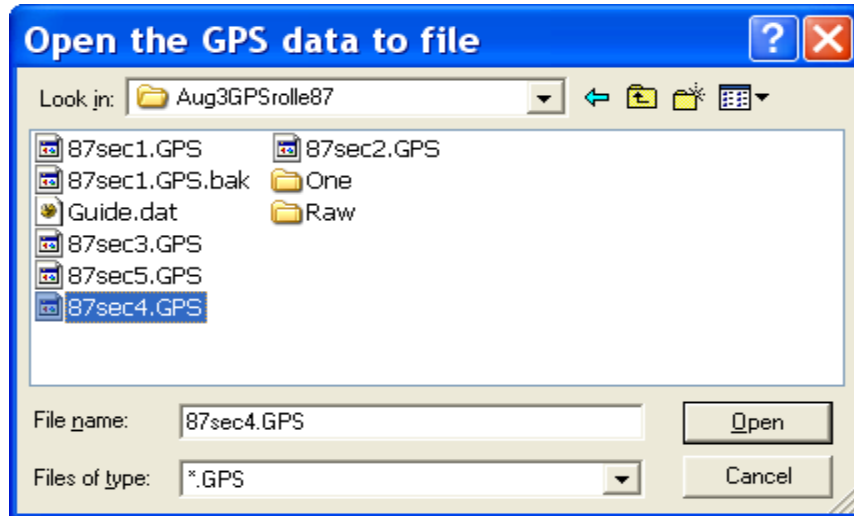 Open the GPS data to file
Look in: Aug3GPSrolle87
87sec1.GPS 87sec2.GPS
87sec1.GPS.bak One
Guide.dat Raw
87sec3.GPS
87sec5.GPS
87sec4.GPS
File name: 87sec4.GPS Open
Files of type: *.GPS Cancel